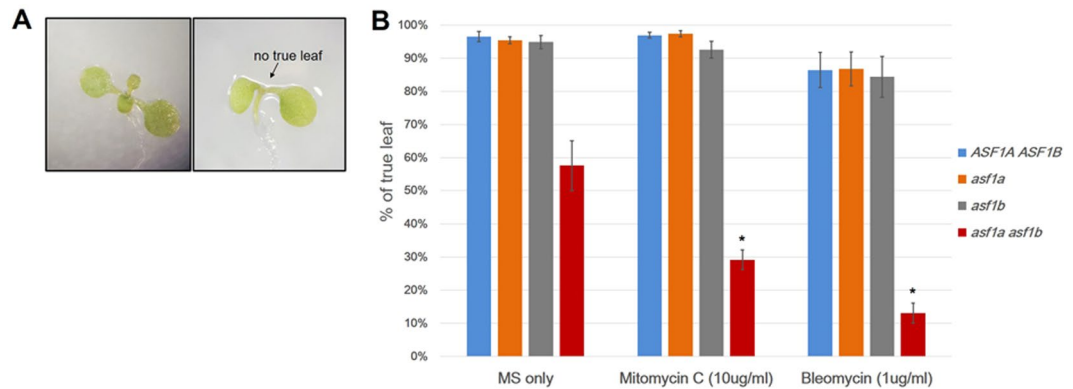 A
no true leaf
B
% of true leaf
100%
90%
80%
70%
60%
50%
40%
30%
20%
10%
0%
*
*
MS only
Mitomycin C (10ug/ml)
Bleomycin (1ug/ml)
ASF1A ASF1B
asf1a
asf1b
asf1a asf1b